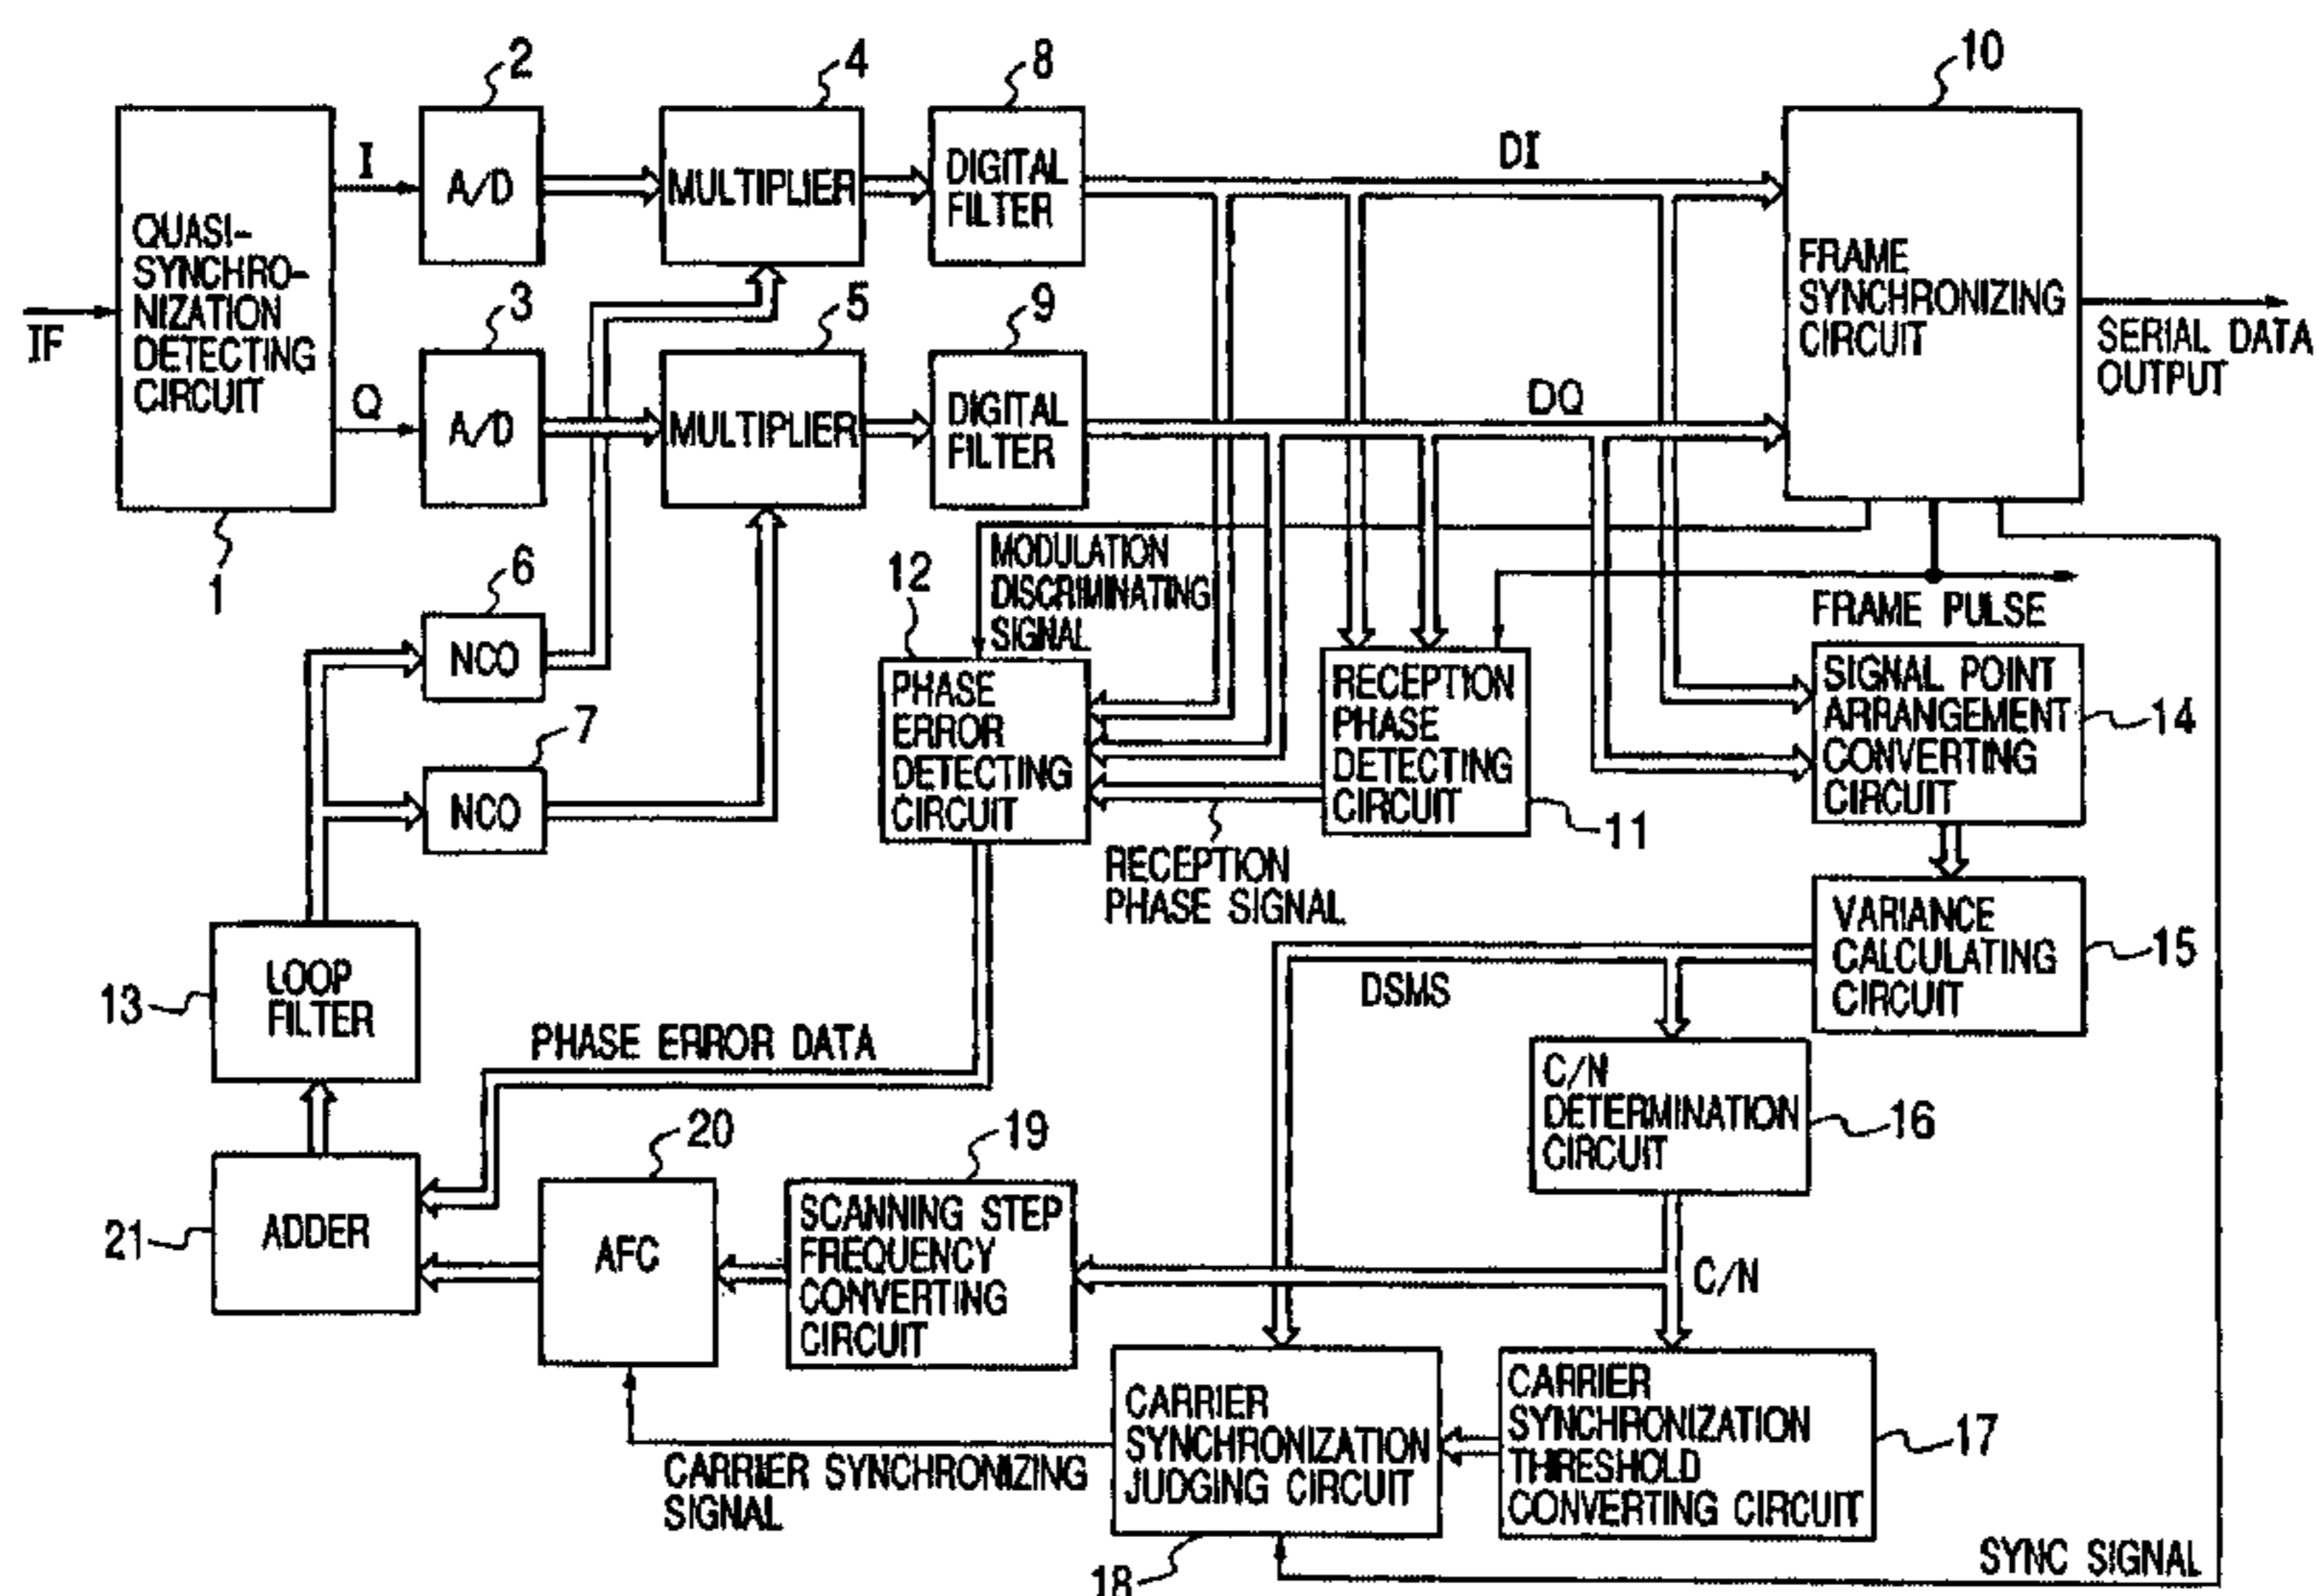 2
4
8
10
I
A/D
MULTIPLIER
DIGITAL
FILTER
DI
QUASI-
SYNCHRO-
NIZATION
DETECTING
CIRCUIT
IF
1
3
5
9
Q
A/D
MULTIPLIER
DIGITAL
FILTER
DQ
FRAME
SYNCHRONIZING
CIRCUIT
SERIAL DATA
OUTPUT
6
NCO
7
NCO
12
MODULATION
DISCRIMINATING
SIGNAL
FRAME PULSE
PHASE
ERROR
DETECTING
CIRCUIT
RECEPTION
PHASE
DETECTING
CIRCUIT
11
SIGNAL POINT
ARRANGEMENT
CONVERTING
CIRCUIT
14
RECEPTION
PHASE SIGNAL
VARIANCE
CALCULATING
CIRCUIT
15
DSMS
13
LOOP
FILTER
PHASE ERROR DATA
C/N
DETERMINATION
CIRCUIT
16
20
19
21
ADDER
AFC
SCANNING STEP
FREQUENCY
CONVERTING
CIRCUIT
C/N
CARRIER SYNCHRONIZING
SIGNAL
CARRIER
SYNCHRONIZATION
JUDGING CIRCUIT
18
CARRIER
SYNCHRONIZATION
THRESHOLD
CONVERTING CIRCUIT
17
SYNC SIGNAL